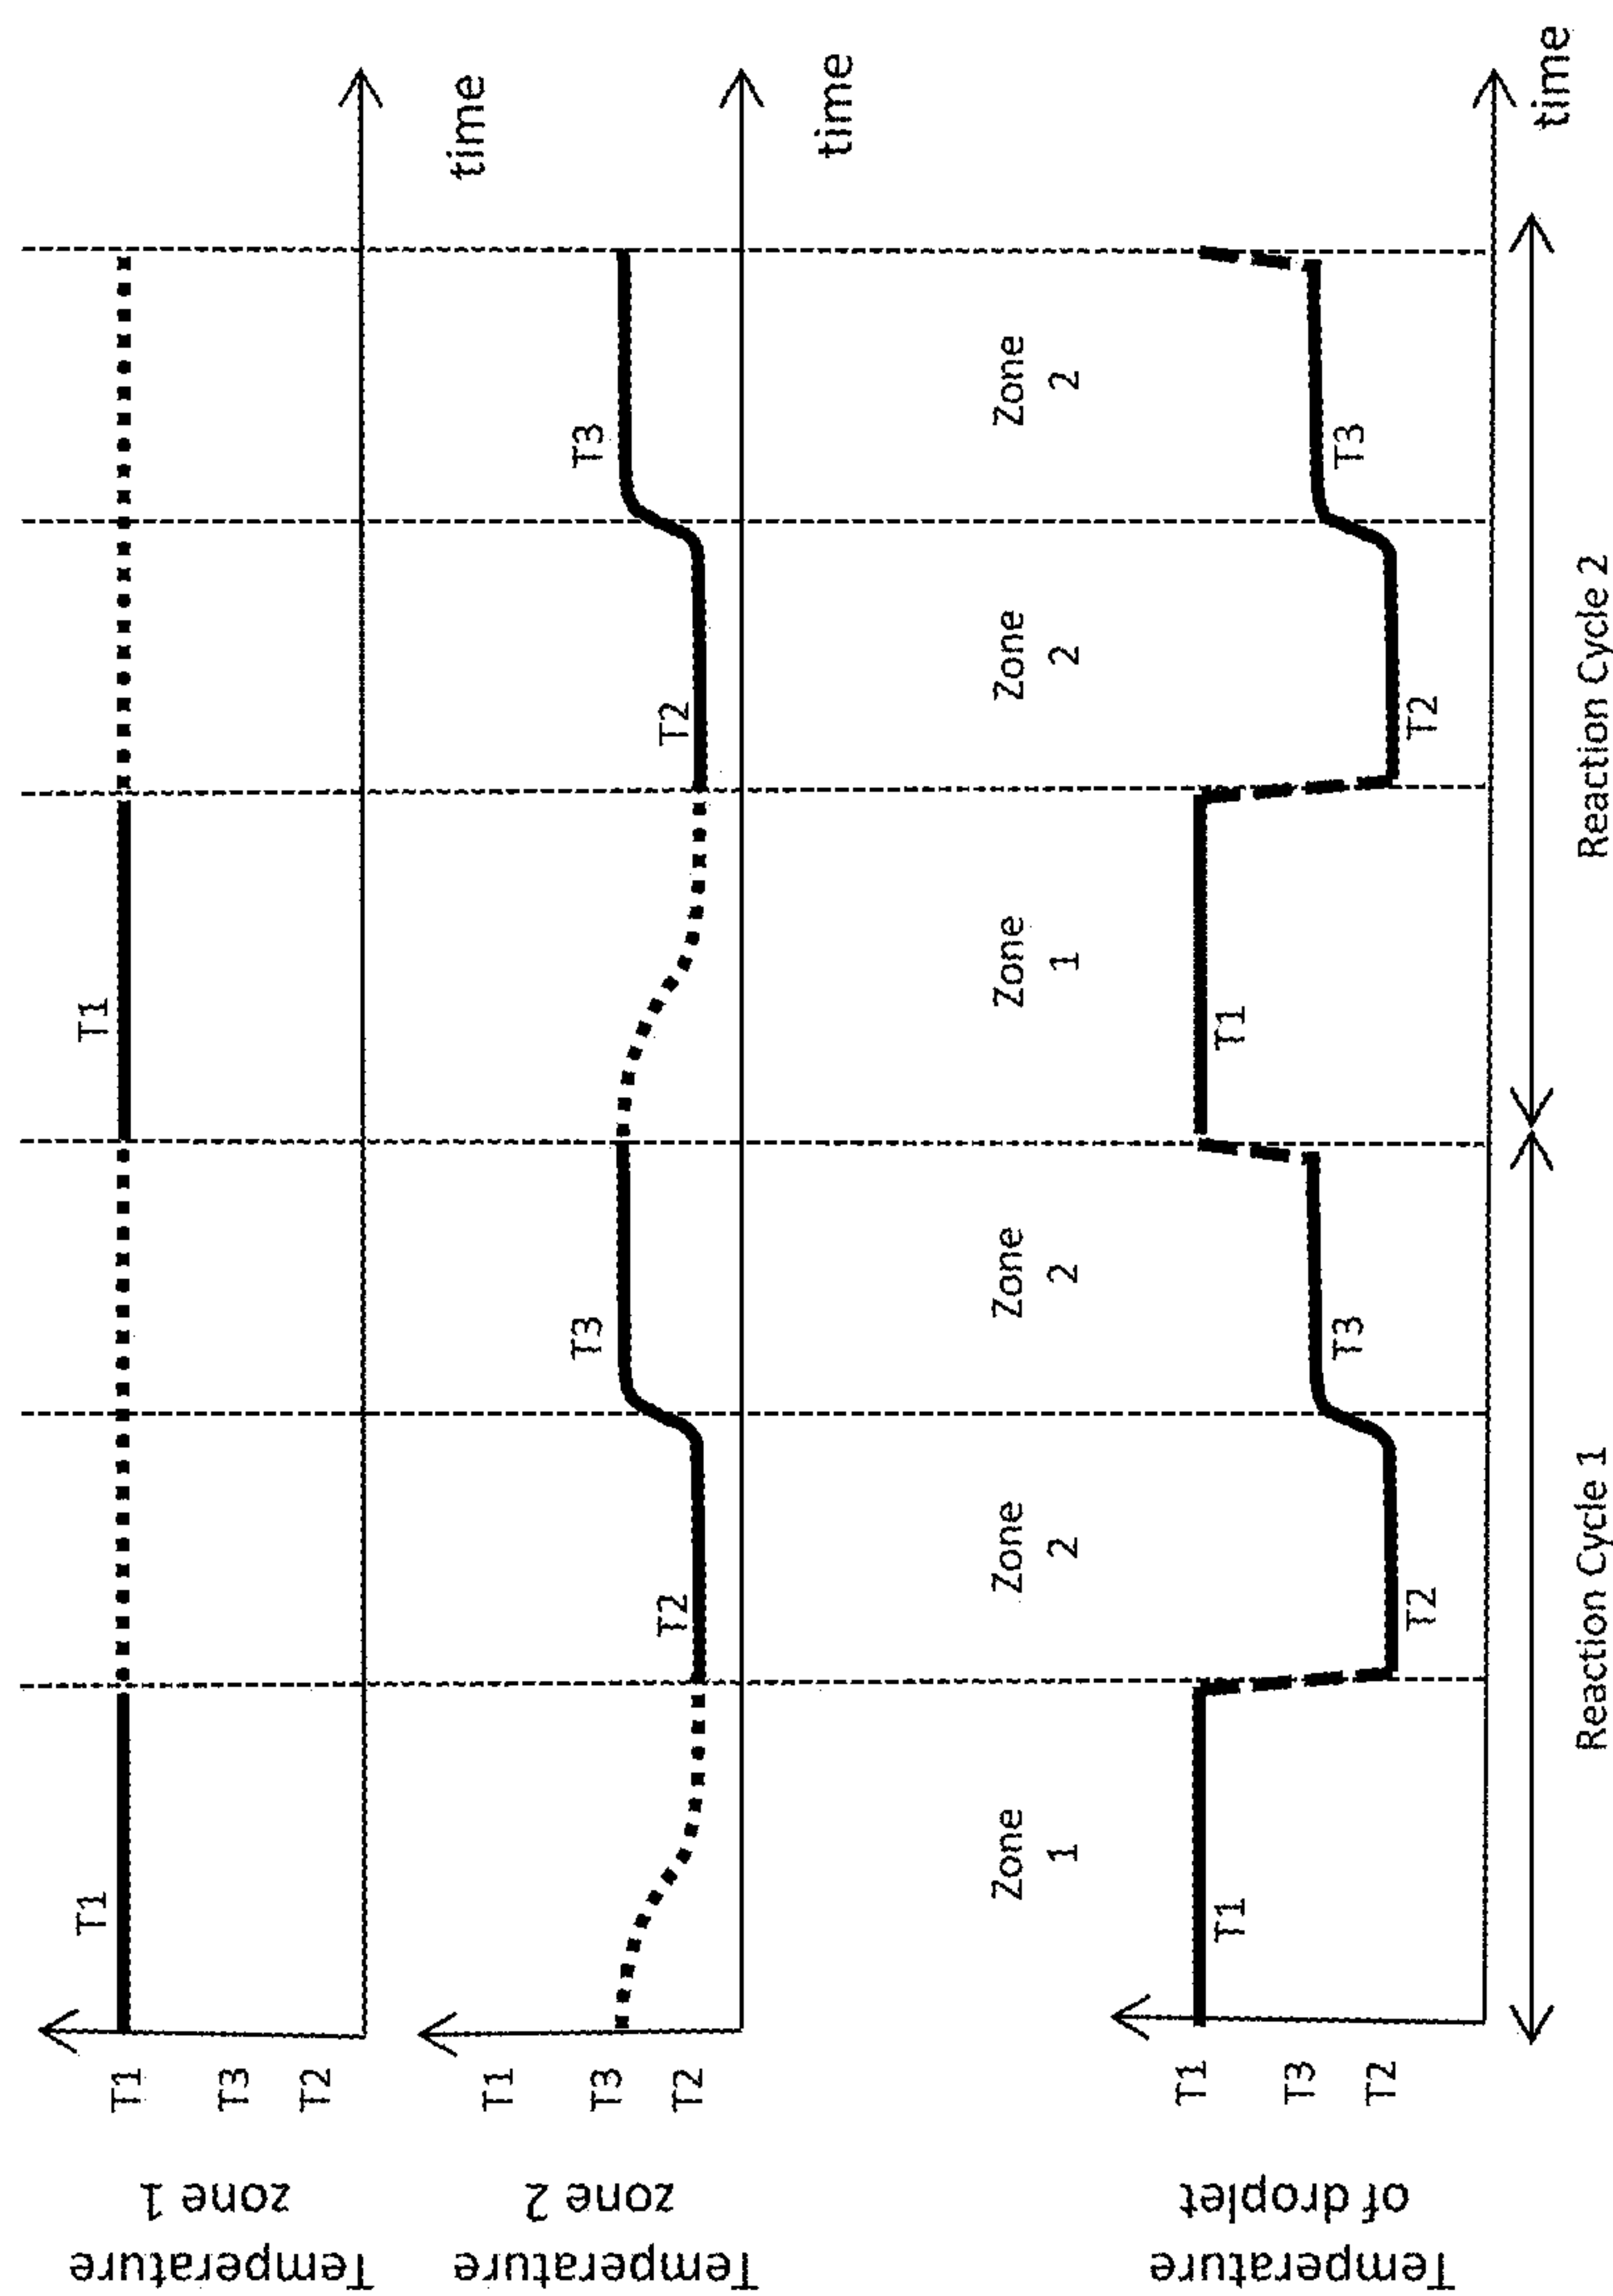 Temperature
zone 1
T1
T3
T2
T1
T1
time
Temperature
zone 2
T1
T3
T2
T2
T3
T2
T3
time
Zone
1
Zone
2
Zone
2
Zone
1
Zone
2
Zone
2
Temperature
of droplet
T1
T3
T2
T1
T2
T3
T1
T2
T3
time
Reaction Cycle 1
Reaction Cycle 2